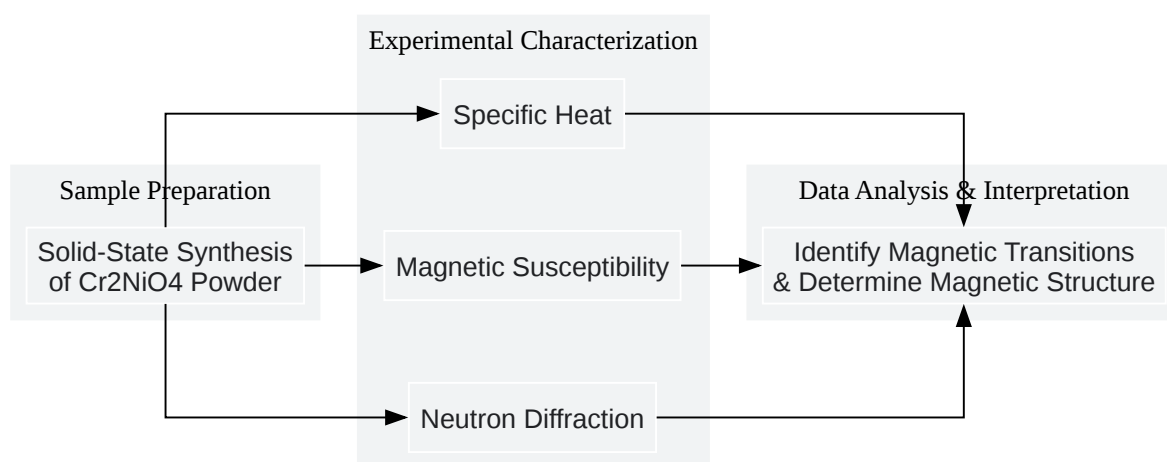 Experimental Characterization
Specific Heat
Sample Preparation
Data Analysis & Interpretation
Solid-State Synthesis
of Cr2NiO4 Powder
Magnetic Susceptibility
Identify Magnetic Transitions
& Determine Magnetic Structure
Neutron Diffraction